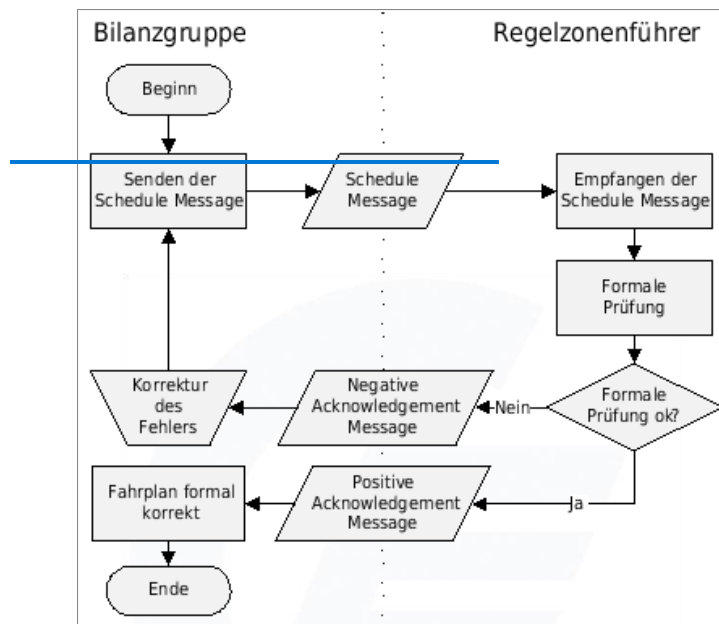 Bilanzgruppe
Regelzonenführer
Beginn
Senden der
Schedule Message
Schedule
Message
Empfangen der
Schedule Message
Formale
Prüfung
Formale
Prüfung ok?
Nein
Negative
Acknowledgement
Message
Korrektur
des
Fehlers
Ja
Positive
Acknowledgement
Message
Fahrplan formal
korrekt
Ende